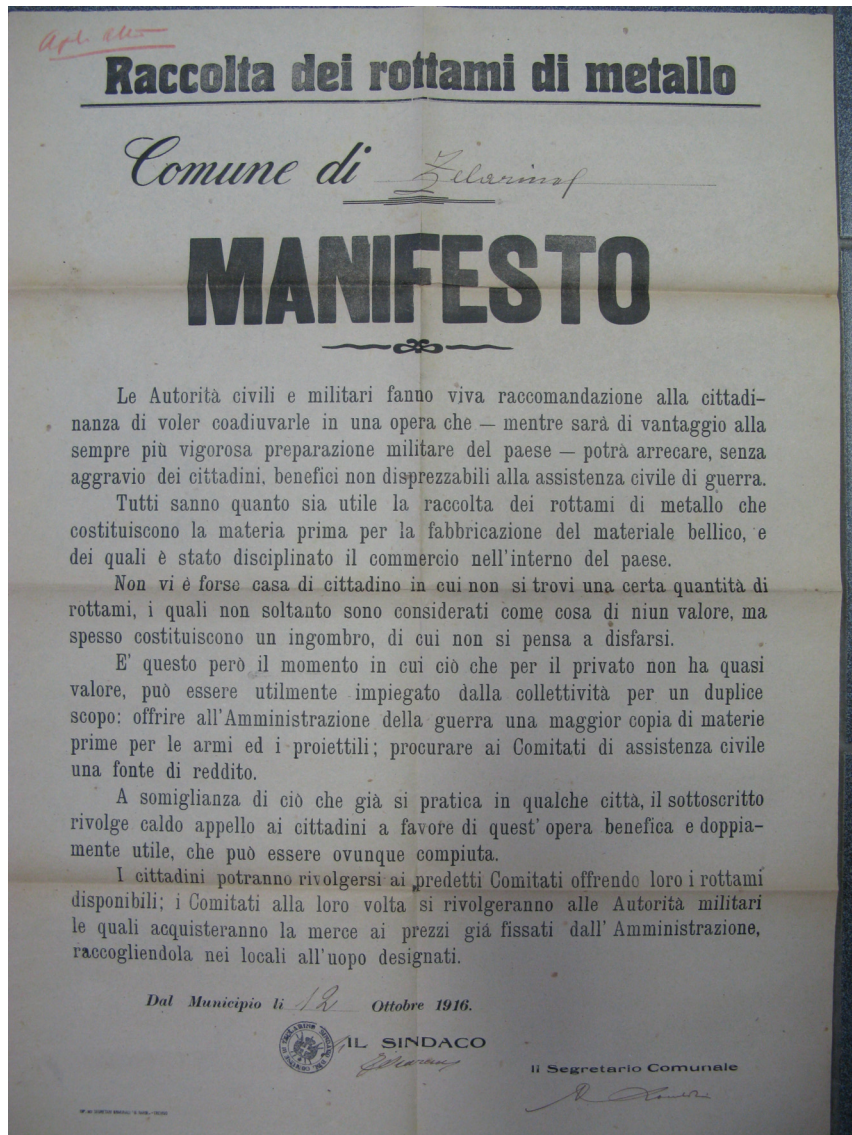 Agli Atti
Raccolta dei rottami di metallo
Comune di Zelarino
MANIFESTO
Le Autorità civili e militari fanno viva raccomandazione alla cittadi-
nanza di voler coadiuvarle in una opera che — mentre sarà di vantaggio alla
sempre più vigorosa preparazione militare del paese — potrà arrecare, senza
aggravio dei cittadini, benefici non disprezzabili alla assistenza civile di guerra.
Tutti sanno quanto sia utile la raccolta dei rottami di metallo che
costituiscono la materia prima per la fabbricazione del materiale bellico, e
dei quali è stato disciplinato il commercio nell'interno del paese.
Non vi è forse casa di cittadino in cui non si trovi una certa quantità di
rottami, i quali non soltanto sono considerati come cosa di niun valore, ma
spesso costituiscono un ingombro, di cui non si pensa a disfarsi.
E' questo però il momento in cui ciò che per il privato non ha quasi
valore, può essere utilmente impiegato dalla collettività per un duplice
scopo: offrire all'Amministrazione della guerra una maggior copia di materie
prime per le armi ed i proiettili; procurare ai Comitati di assistenza civile
una fonte di reddito.
A somiglianza di ciò che già si pratica in qualche città, il sottoscritto
rivolge caldo appello ai cittadini a favore di quest' opera benefica e doppia-
mente utile, che può essere ovunque compiuta.
I cittadini potranno rivolgersi ai predetti Comitati offrendo loro i rottami
disponibili; i Comitati alla loro volta si rivolgeranno alle Autorità militari
le quali acquisteranno la merce ai prezzi già fissati dall' Amministrazione,
raccogliendola nei locali all'uopo designati.
Dal Municipio li 12 Ottobre 1916.
IL SINDACO
Il Segretario Comunale